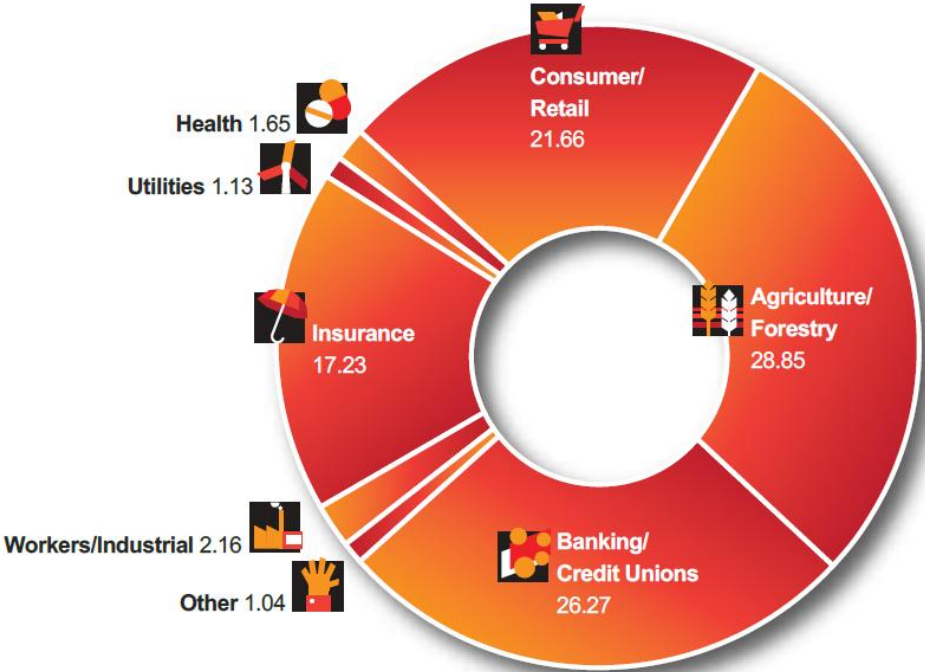 Consumer/
Retail
21.66
Health 1.65
Utilities 1.13
Agriculture/
Forestry
28.85
Insurance
17.23
Workers/Industrial 2.16
Banking/
Credit Unions
26.27
Other 1.04